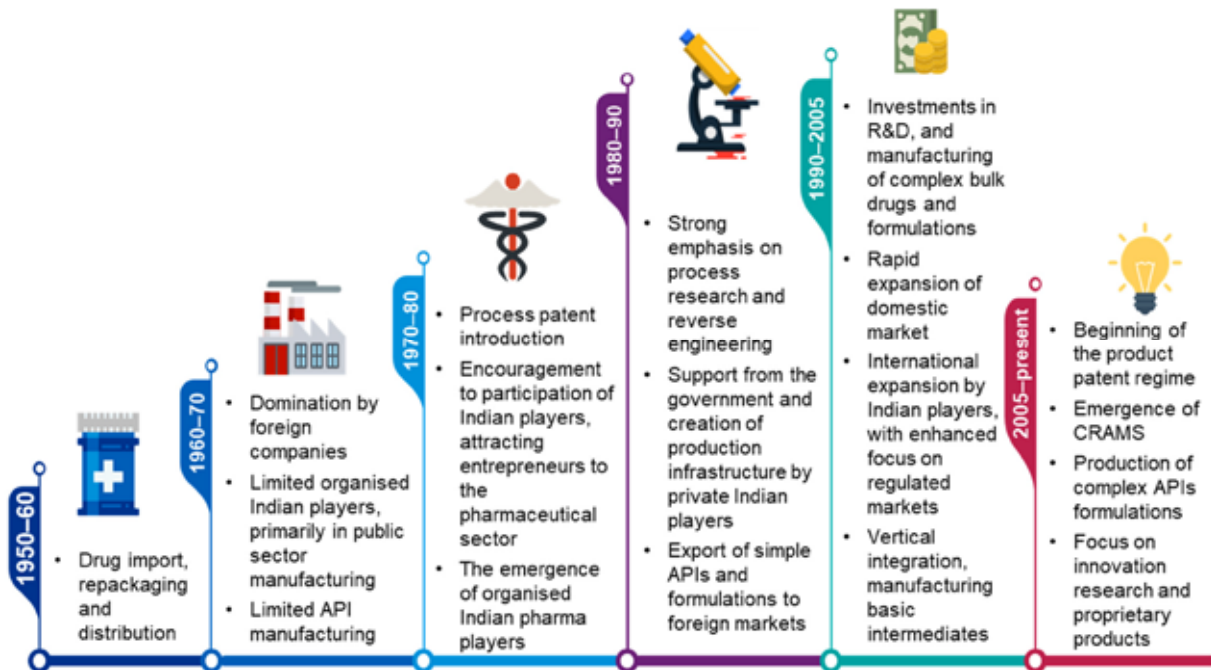 1950–60
• Drug import,
repackaging
and
distribution
1960–70
• Domination by
foreign
companies
• Limited organised
Indian players,
primarily in public
sector
manufacturing
• Limited API
manufacturing
1970–80
• Process patent
introduction
• Encouragement to
participation of
Indian players,
attracting
entrepreneurs to
the
pharmaceutical
sector
• The emergence
of organised
Indian pharma
players
1980–90
• Strong
emphasis on
process
research and
reverse
engineering
• Support from the
government and
creation of
production
infrastructure by
private Indian
players
• Export of simple
APIs and
formulations to
foreign markets
1990–2005
• Investments in
R&D, and
manufacturing
of complex bulk
drugs and
formulations
• Rapid
expansion of
domestic
market
• International
expansion by
Indian players,
with enhanced
focus on
regulated
markets
• Vertical
integration,
manufacturing
basic
intermediates
2005–present
• Beginning of
the product
patent regime
• Emergence of
CRAMS
• Production of
complex APIs
formulations
• Focus on
innovation
research and
proprietary
products